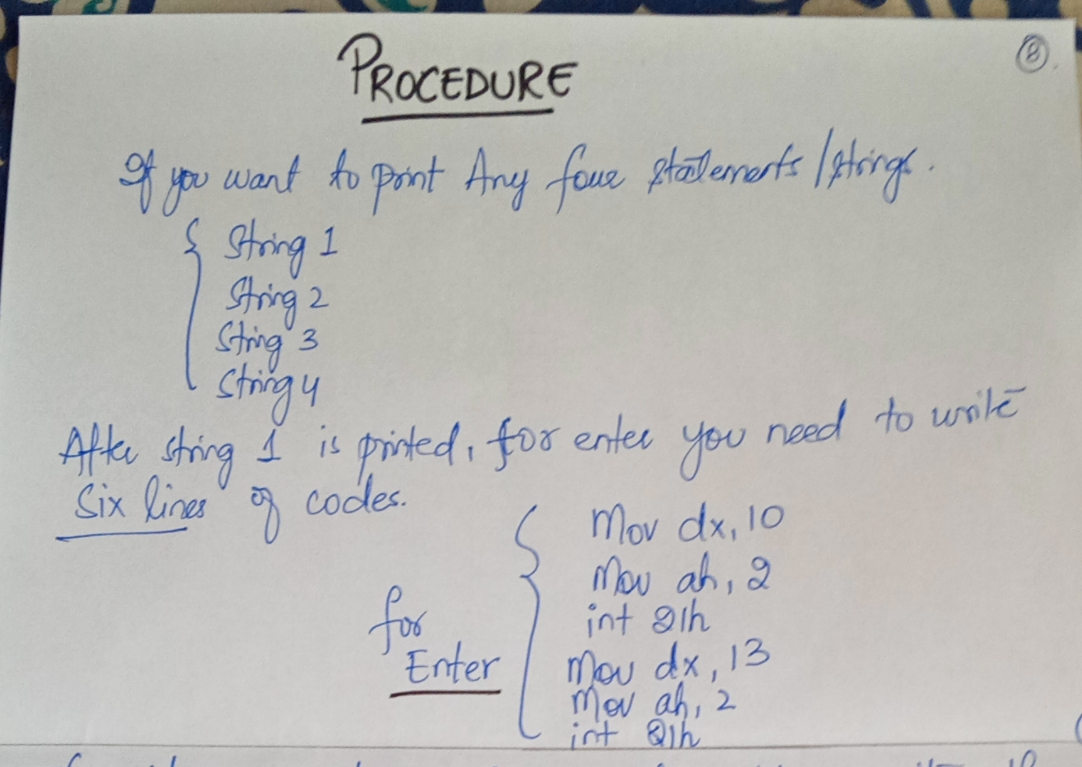 PROCEDURE
8
If you want to print Any four statements/strings.
String 1
String 2
String 3
String 4
After string 1 is printed, for enter you need to write
Six lines of codes.
Mov dx, 10
Mov ah, 2
int 21h
for
Enter
Mov dx, 13
Mov ah, 2
int 21h